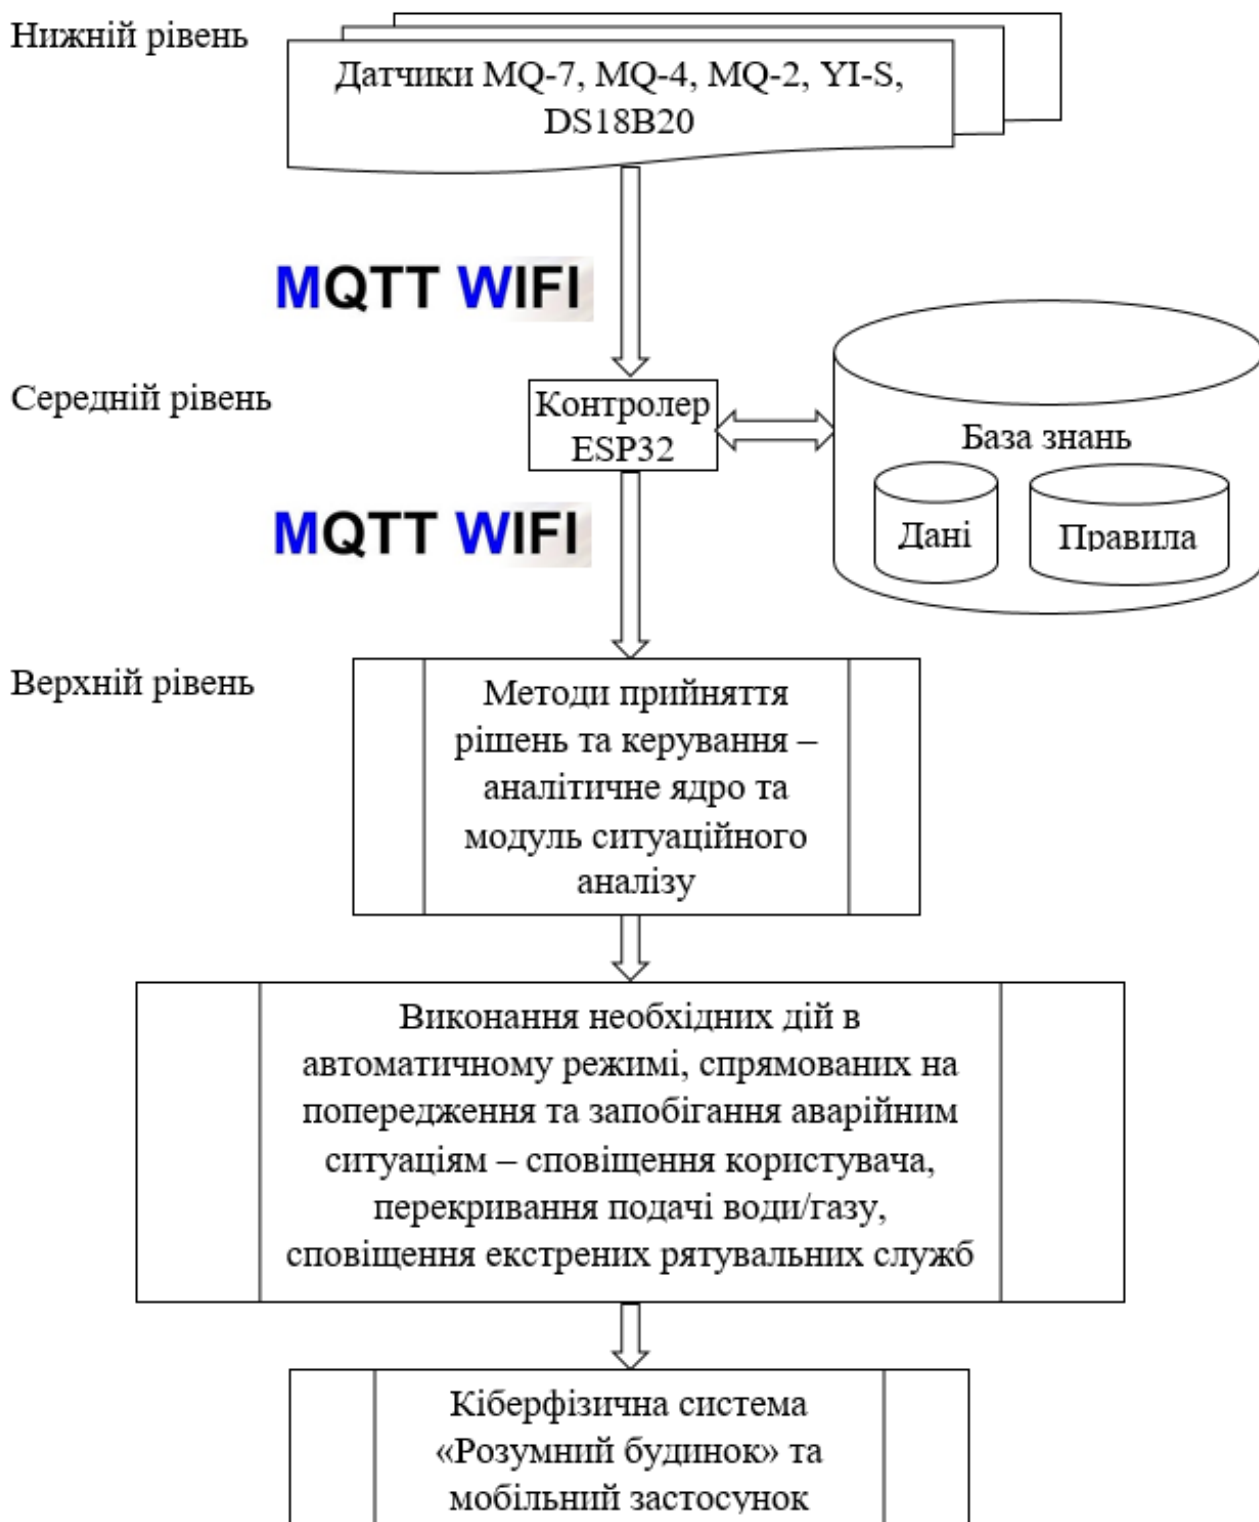 Нижній рівень
Датчики MQ-7, MQ-4, MQ-2, YI-S,
DS18B20
MQTT WIFI
Середній рівень
Контролер
ESP32
База знань
Дані
Правила
MQTT WIFI
Верхній рівень
Методи прийняття
рішень та керування –
аналітичне ядро та
модуль ситуаційного
аналізу
Виконання необхідних дій в
автоматичному режимі, спрямованих на
попередження та запобігання аварійним
ситуаціям – сповіщення користувача,
перекривання подачі води/газу,
сповіщення екстрених рятувальних служб
Кіберфізична система
«Розумний будинок» та
мобільний застосунок